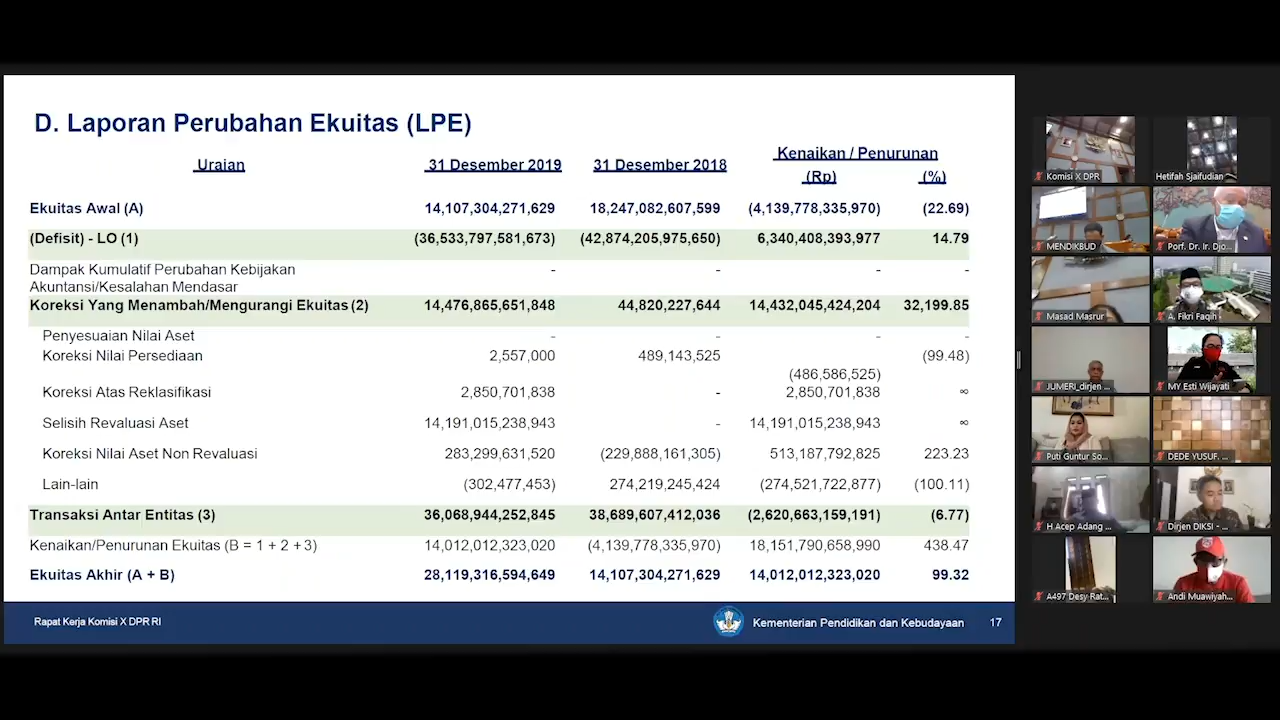 D. Laporan Perubahan Ekuitas (LPE)
Uraian 31 Desember 2019 31 Desember 2018 Kenaikan / Penurunan
(Rp) (%)
Ekuitas Awal (A) 14,107,304,271,629 18,247,082,607,599 (4,139,778,335,970) (22.69)
(Defisit) - LO (1) (36,533,797,581,673) (42,874,205,975,650) 6,340,408,393,977 14.79
Dampak Kumulatif Perubahan Kebijakan - - - -
Akuntansi/Kesalahan Mendasar
Koreksi Yang Menambah/Mengurangi Ekuitas (2) 14,476,865,651,848 44,820,227,644 14,432,045,424,204 32,199.85
Penyesuaian Nilai Aset - - - -
Koreksi Nilai Persediaan 2,557,000 489,143,525 (99.48)
(486,586,525)
Koreksi Atas Reklasifikasi 2,850,701,838 - 2,850,701,838 ∞
Selisih Revaluasi Aset 14,191,015,238,943 - 14,191,015,238,943 ∞
Koreksi Nilai Aset Non Revaluasi 283,299,631,520 (229,888,161,305) 513,187,792,825 223.23
Lain-lain (302,477,453) 274,219,245,424 (274,521,722,877) (100.11)
Transaksi Antar Entitas (3) 36,068,944,252,845 38,689,607,412,036 (2,620,663,159,191) (6.77)
Kenaikan/Penurunan Ekuitas (B = 1 + 2 + 3) 14,012,012,323,020 (4,139,778,335,970) 18,151,790,658,990 438.47
Ekuitas Akhir (A + B) 28,119,316,594,649 14,107,304,271,629 14,012,012,323,020 99.32
Rapat Kerja Komisi X DPR RI
Kementerian Pendidikan dan Kebudayaan 17
Komisi X DPR
Hetifah Sjaifudian
MENDIKBUD
Porf. Dr. Ir. Djo...
Masad Masrur
A. Fikri Faqih -
JUMERI_dirjen ...
MY Esti Wijayati
Puti Guntur So...
DEDE YUSUF. ...
H Acep Adang ...
Dirjen DIKSI - ...
A497 Desy Rat...
Andi Muawiyah...